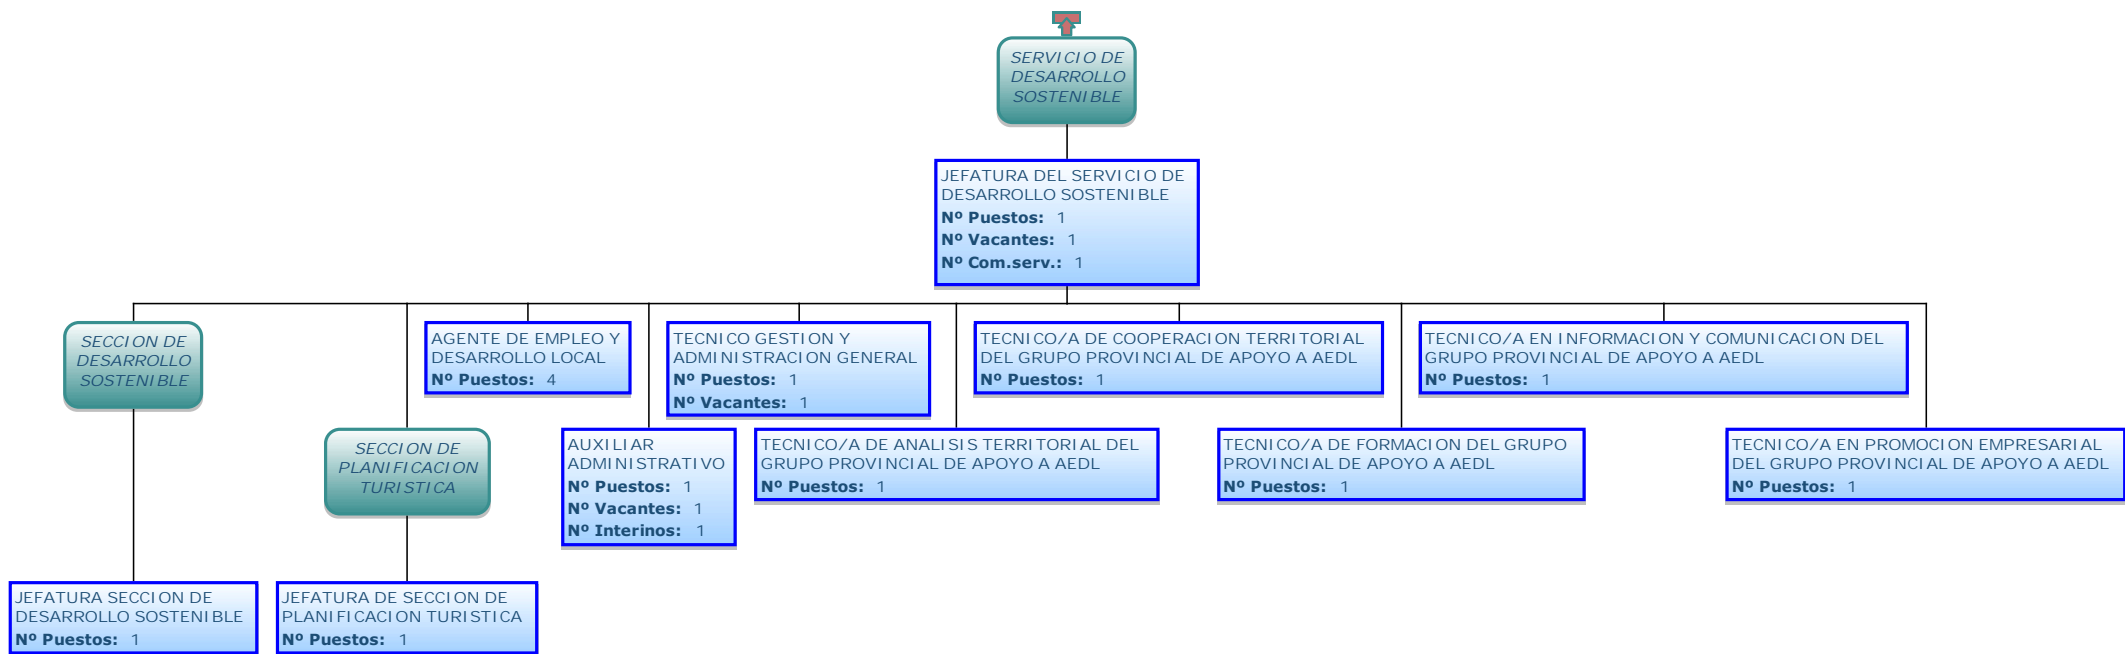 SERVICIO DE
DESARROLLO
SOSTENIBLE
JEFATURA DEL SERVICIO DE
DESARROLLO SOSTENIBLE
Nº Puestos: 1
Nº Vacantes: 1
Nº Com.serv.: 1
SECCION DE
DESARROLLO
SOSTENIBLE
AGENTE DE EMPLEO Y
DESARROLLO LOCAL
Nº Puestos: 4
TECNICO GESTION Y
ADMINISTRACION GENERAL
Nº Puestos: 1
Nº Vacantes: 1
TECNICO/A DE COOPERACION TERRITORIAL
DEL GRUPO PROVINCIAL DE APOYO A AEDL
Nº Puestos: 1
TECNICO/A EN INFORMACION Y COMUNICACION DEL
GRUPO PROVINCIAL DE APOYO A AEDL
Nº Puestos: 1
SECCION DE
PLANIFICACION
TURISTICA
AUXILIAR
ADMINISTRATIVO
Nº Puestos: 1
Nº Vacantes: 1
Nº Interinos: 1
TECNICO/A DE ANALISIS TERRITORIAL DEL
GRUPO PROVINCIAL DE APOYO A AEDL
Nº Puestos: 1
TECNICO/A DE FORMACION DEL GRUPO
PROVINCIAL DE APOYO A AEDL
Nº Puestos: 1
TECNICO/A EN PROMOCION EMPRESARIAL
DEL GRUPO PROVINCIAL DE APOYO A AEDL
Nº Puestos: 1
JEFATURA SECCION DE
DESARROLLO SOSTENIBLE
Nº Puestos: 1
JEFATURA DE SECCION DE
PLANIFICACION TURISTICA
Nº Puestos: 1